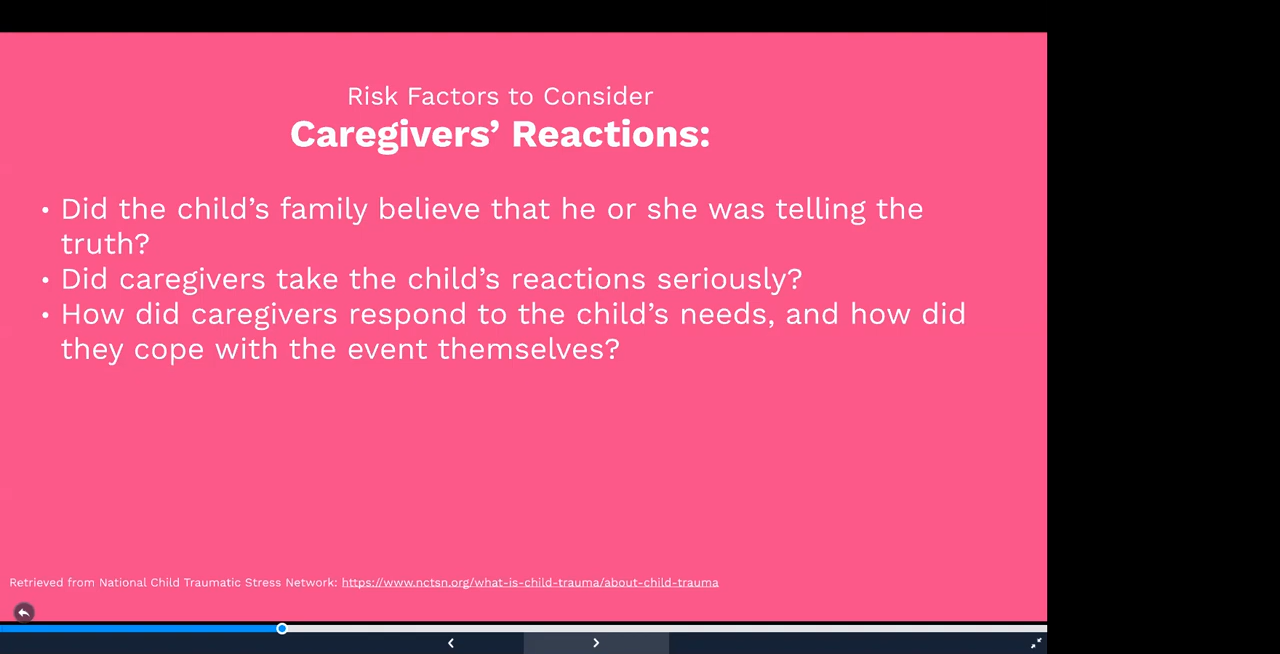 Risk Factors to Consider
Caregivers’ Reactions:
• Did the child’s family believe that he or she was telling the
truth?
• Did caregivers take the child’s reactions seriously?
• How did caregivers respond to the child’s needs, and how did
they cope with the event themselves?
Retrieved from National Child Traumatic Stress Network: https://www.nctsn.org/what-is-child-trauma/about-child-trauma